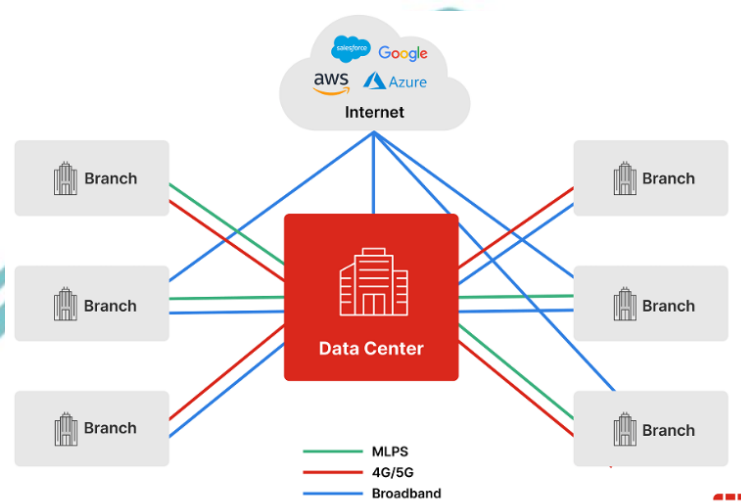 salesforce
Google
aws
Azure
Internet
Branch
Branch
Branch
Data Center
Branch
Branch
Branch
MLPS
4G/5G
Broadband